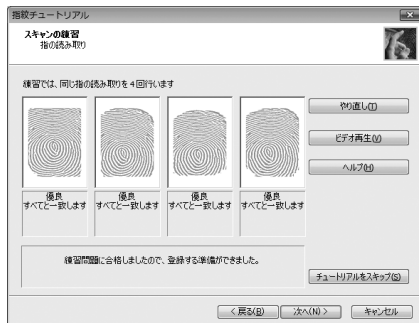 指紋チュートリアル
スキャンの練習
指の読み取り
練習では、同じ指の読み取りを4回行います
やり直し(T)
ビデオ再生(V)
ヘルプ(H)
優良 優良 優良 優良
すべてと一致します すべてと一致します すべてと一致します すべてと一致します
練習問題に合格しましたので、登録する準備ができました。
チュートリアルをスキップ(S)
< 戻る(B) 次へ(N) > キャンセル